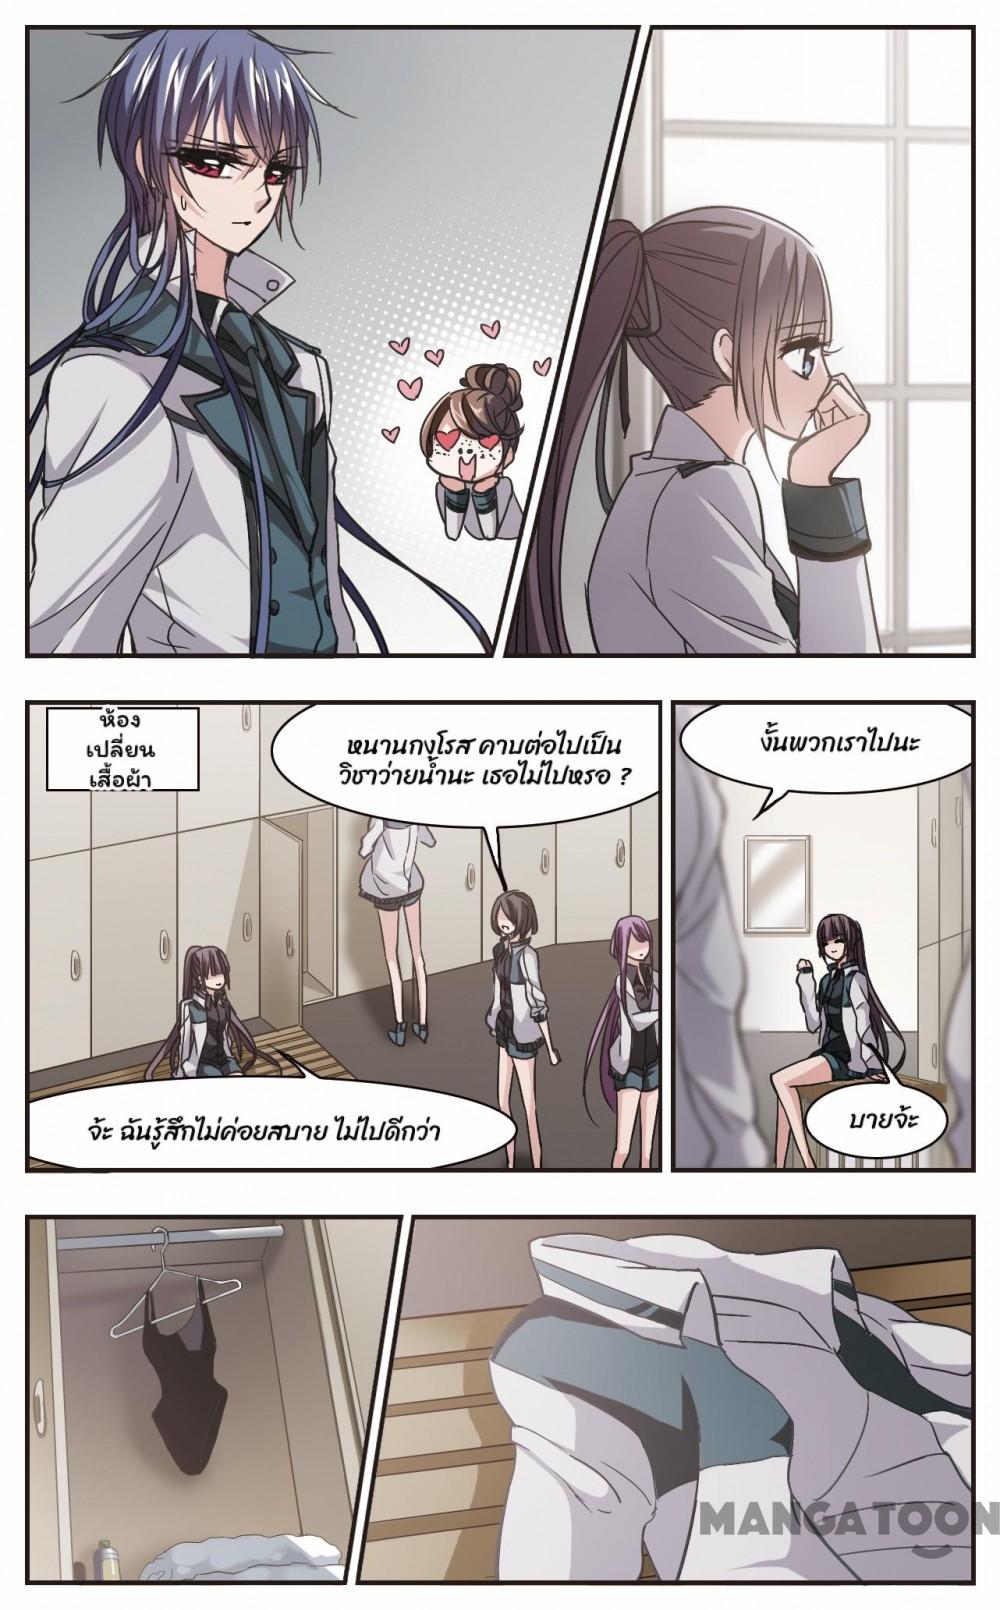 ห้อง
เปลี่ยน
เสื้อผ้า
หนานกงโรส คาบต่อไปเป็น
วิชาว่ายน้ำนะ เธอไม่ไปหรอ ?
จ้ะ ฉันรู้สึกไม่ค่อยสบาย ไม่ไปดีกว่า
งั้นพวกเราไปนะ
บายจ้ะ
MANGATOON